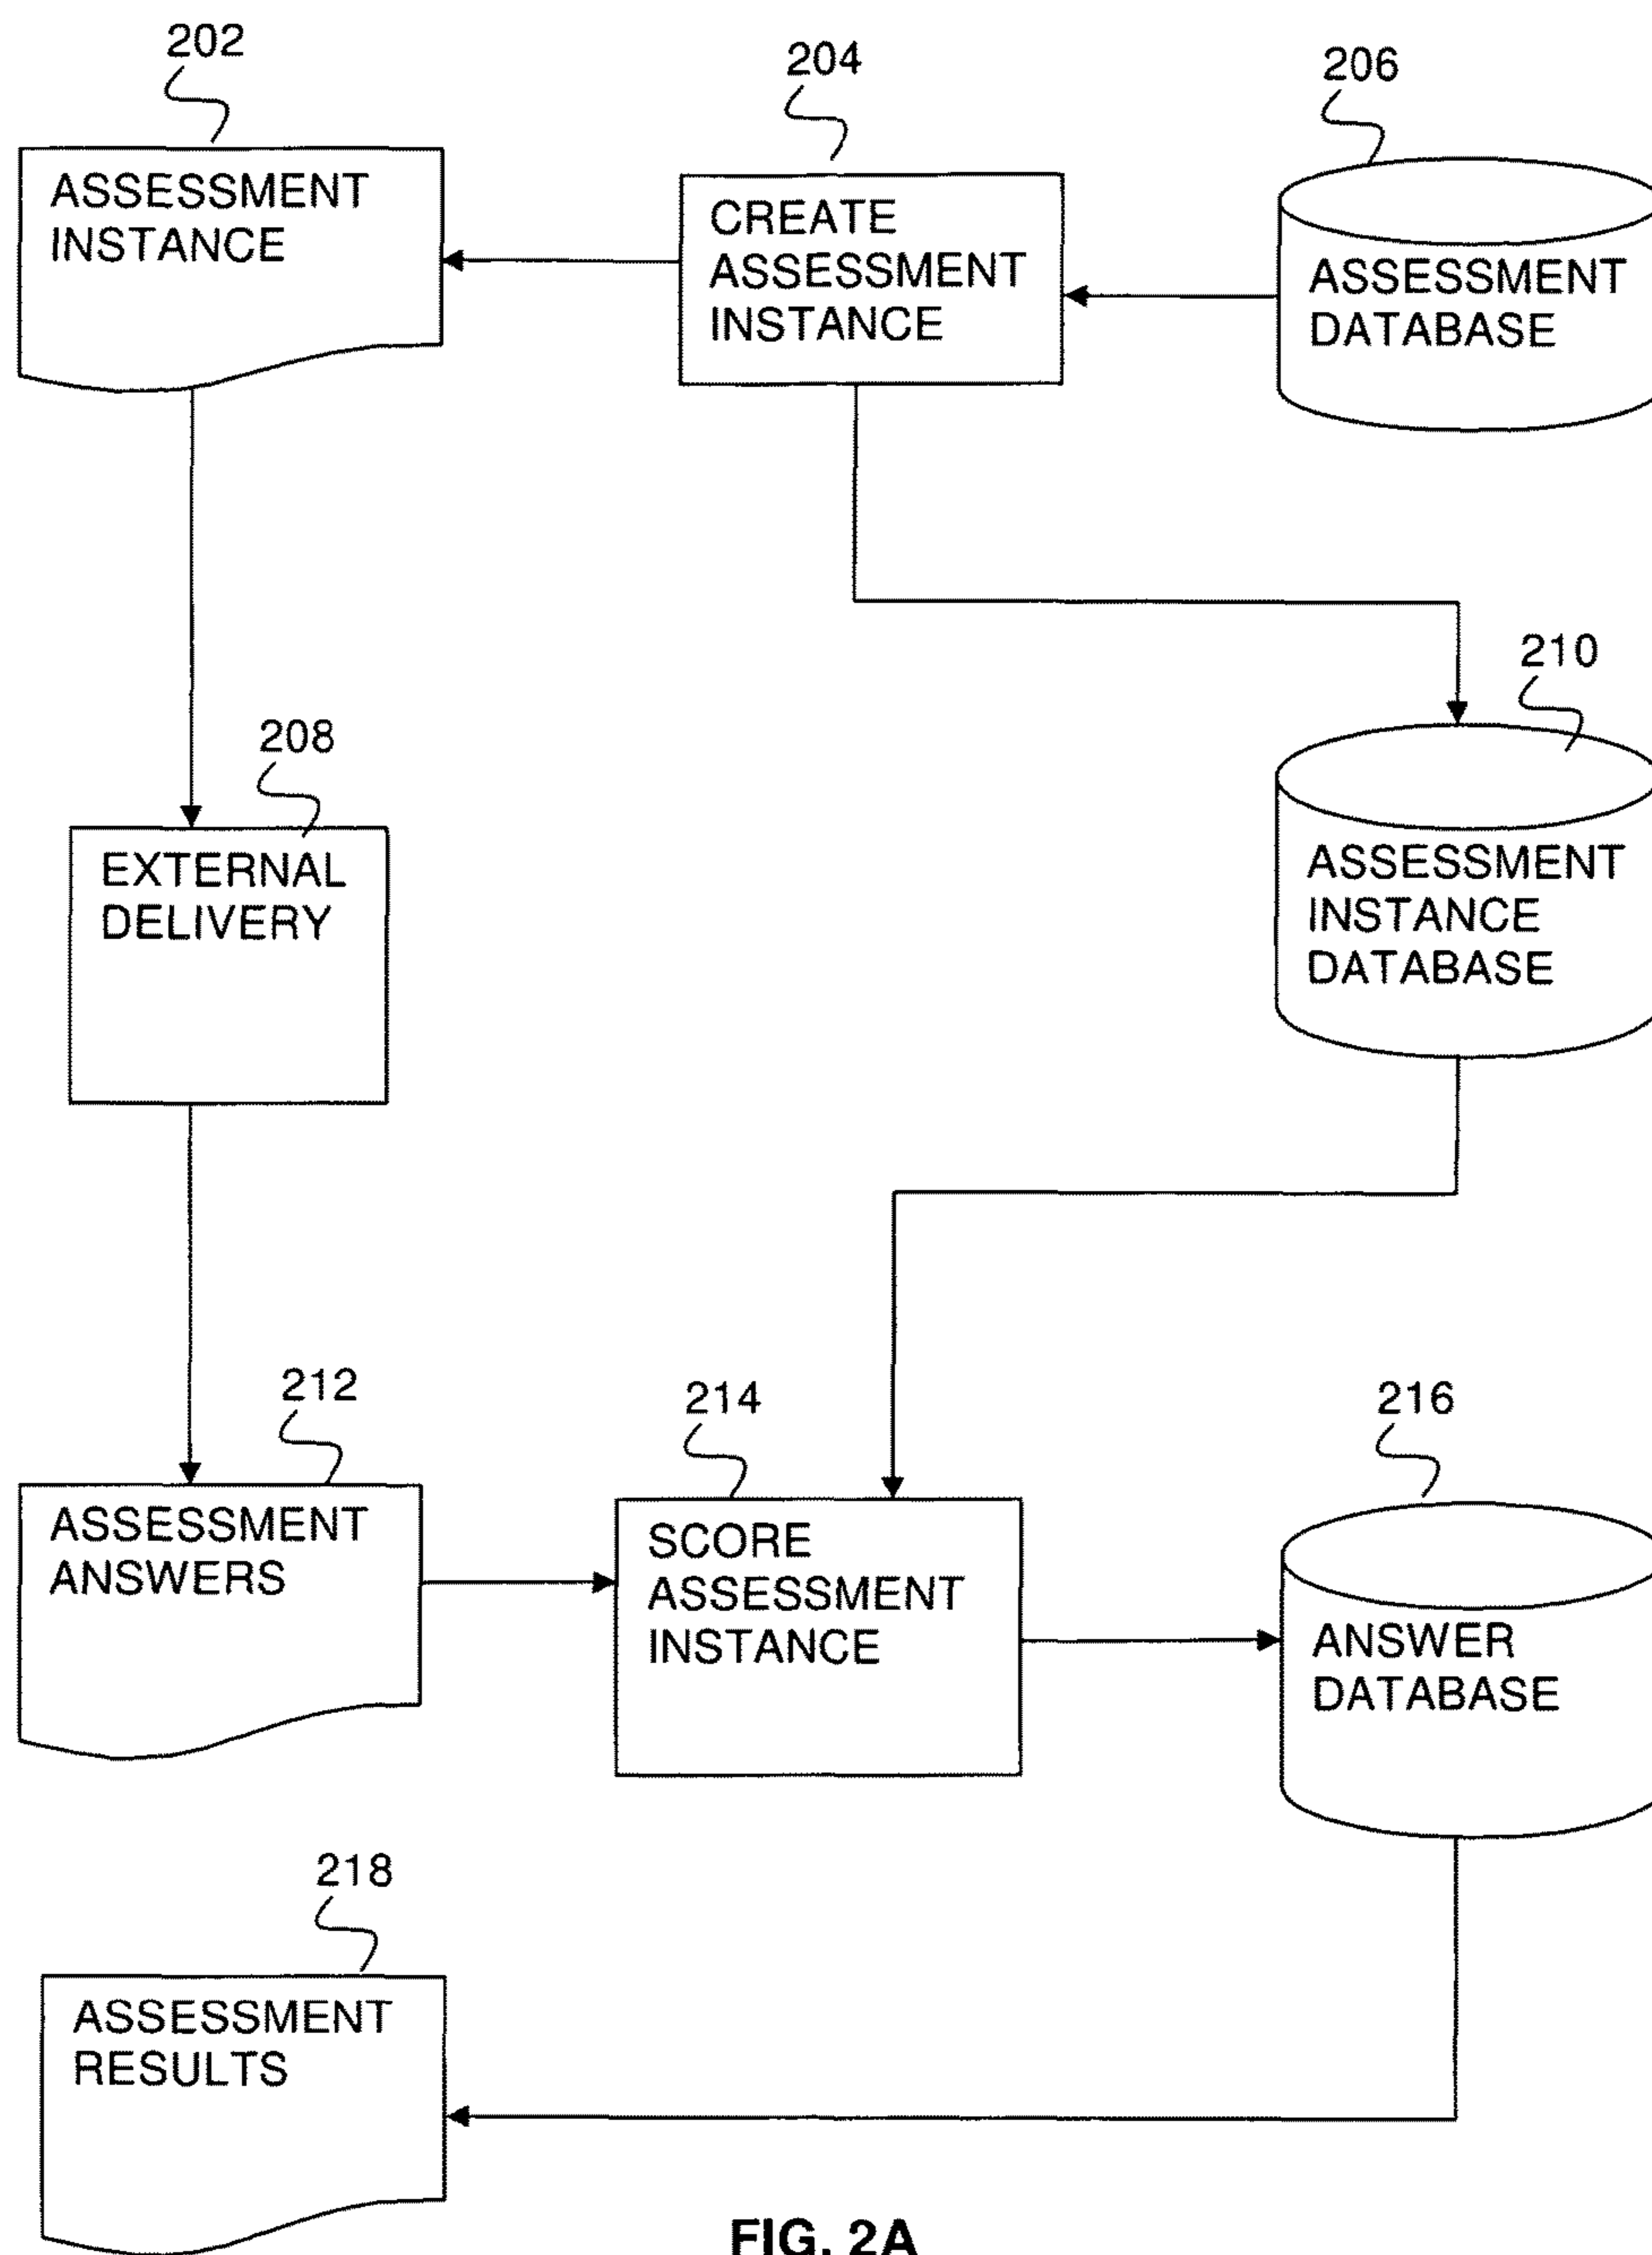 202
204
206
ASSESSMENT
INSTANCE
CREATE
ASSESSMENT
INSTANCE
ASSESSMENT
DATABASE
210
208
EXTERNAL
DELIVERY
ASSESSMENT
INSTANCE
DATABASE
212
214
216
ASSESSMENT
ANSWERS
SCORE
ASSESSMENT
INSTANCE
ANSWER
DATABASE
218
ASSESSMENT
RESULTS
FIG. 2A